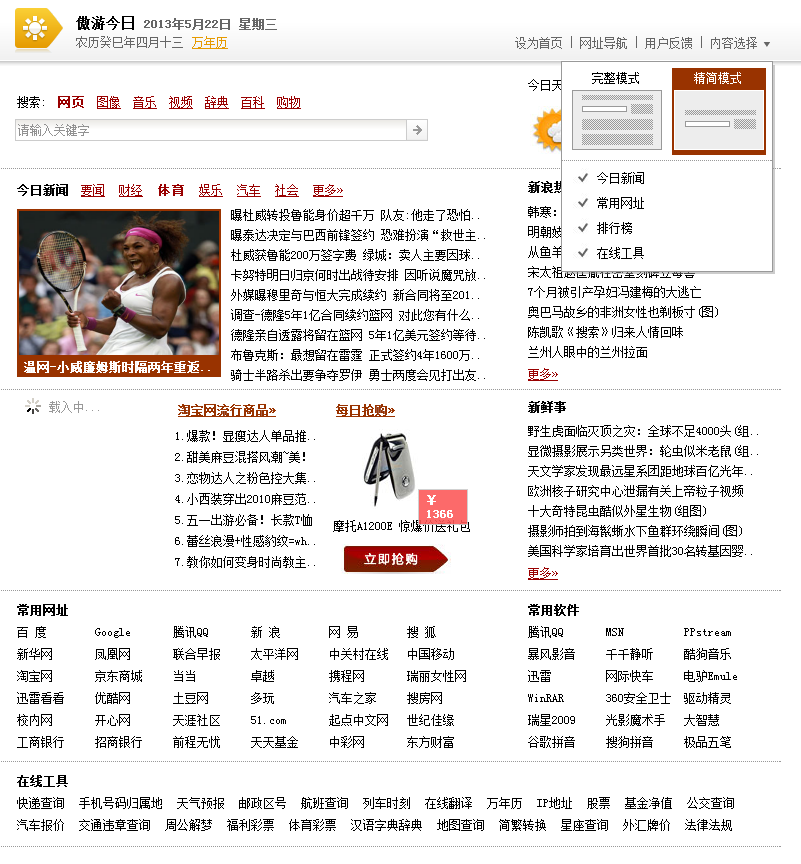 傲游今日 2013年5月22日 星期三
农历癸巳年四月十三 万年历
设为首页 | 网址导航 | 用户反馈 | 内容选择
完整模式 精简模式
今日新闻
常用网址
排行榜
在线工具
今日天
搜索: 网页 图像 音乐 视频 辞典 百科 购物
请输入关键字
今日新闻 要闻 财经 体育 娱乐 汽车 社会 更多»
曝杜威转投鲁能身价超千万 队友:他走了恐怕..
曝泰达决定与巴西前锋签约 恐难扮演“救世主..
杜威获鲁能200万签字费 绿城: 卖人主要因球..
卡努特明日归京何时出战待安排 因听说魔咒放..
外媒曝穆里奇与恒大完成续约 新合同将至201..
调查-德隆5年1亿合同续约篮网 对此您有什么..
德隆亲自透露将留在篮网 5年1亿美元签约等待..
布鲁克斯: 最想留在雷霆 正式签约4年1600万..
骑士半路杀出要争夺罗伊 勇士两度会见打出友..
温网-小威廉姆斯时隔两年重返..
新浪热
韩寒:
明朝妓
从鱼羊
7个月被引产孕妇冯建梅的大逃亡
奥巴马故乡的非洲女性也剃板寸(图)
陈凯歌《搜索》归来人情回味
兰州人眼中的兰州拉面
更多»
载入中...
淘宝网流行商品»
1.爆款! 显瘦达人单品推..
2.甜美麻豆混搭风潮~美!
3.恋物达人之粉色控大集..
4.小西装穿出2010麻豆范..
5.五一出游必备! 长款T恤
6.蕾丝浪漫+性感豹纹=wh..
7.教你如何变身时尚教主..
每日抢购»
¥
1366
摩托A1200E 惊爆价送礼包
立即抢购
新鲜事
野生虎面临灭顶之灾: 全球不足4000头(组..
显微摄影展示另类世界: 轮虫似米老鼠(组..
天文学家发现最远星系团距地球百亿光年..
欧洲核子研究中心泄漏有关上帝粒子视频
十大奇特昆虫酷似外星生物(组图)
摄影师拍到海鬣蜥水下鱼群环绕瞬间(图)
美国科学家培育出世界首批30名转基因婴..
更多»
常用网址
百 度 Google 腾讯QQ 新 浪 网 易 搜 狐
新华网 凤凰网 联合早报 太平洋网 中关村在线 中国移动
淘宝网 京东商城 当当 卓越 携程网 瑞丽女性网
迅雷看看 优酷网 土豆网 多玩 汽车之家 搜房网
校内网 开心网 天涯社区 51.com 起点中文网 世纪佳缘
工商银行 招商银行 前程无忧 天天基金 中彩网 东方财富
常用软件
腾讯QQ MSN PPstream
暴风影音 千千静听 酷狗音乐
迅雷 网际快车 电驴Emule
WinRAR 360安全卫士 驱动精灵
瑞星2009 光影魔术手 大智慧
谷歌拼音 搜狗拼音 极品五笔
在线工具
快递查询 手机号码归属地 天气预报 邮政区号 航班查询 列车时刻 在线翻译 万年历 IP地址 股票 基金净值 公交查询
汽车报价 交通违章查询 周公解梦 福利彩票 体育彩票 汉语字典辞典 地图查询 简繁转换 星座查询 外汇牌价 法律法规